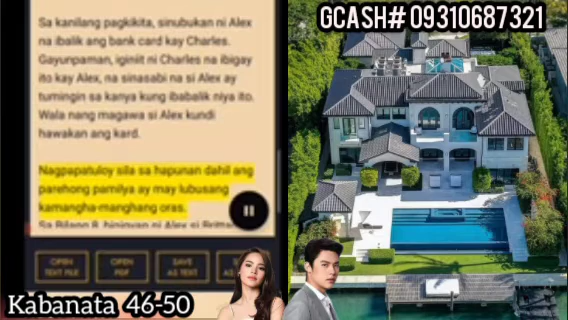 GCASH# 09310687321
Sa kanilang pagkikita, sinubukan ni Alex
na ibalik ang bank card kay Charles.
Gayunpaman, iginiit ni Charles na ibigay
ito kay Alex, na sinasabi na si Alex ay
tumingin sa kanya kung ibabalik niya ito.
Wala nang magawa si Alex kundi
hawakan ang kard.
Nagpapatuloy sila sa hapunan dahil ang
parehong pamilya ay may lubusang
kamangha-manghang oras.
OPEN
TEXT FILE
OPEN
PDF
SAVE
AS TEXT
Kabanata 46-50